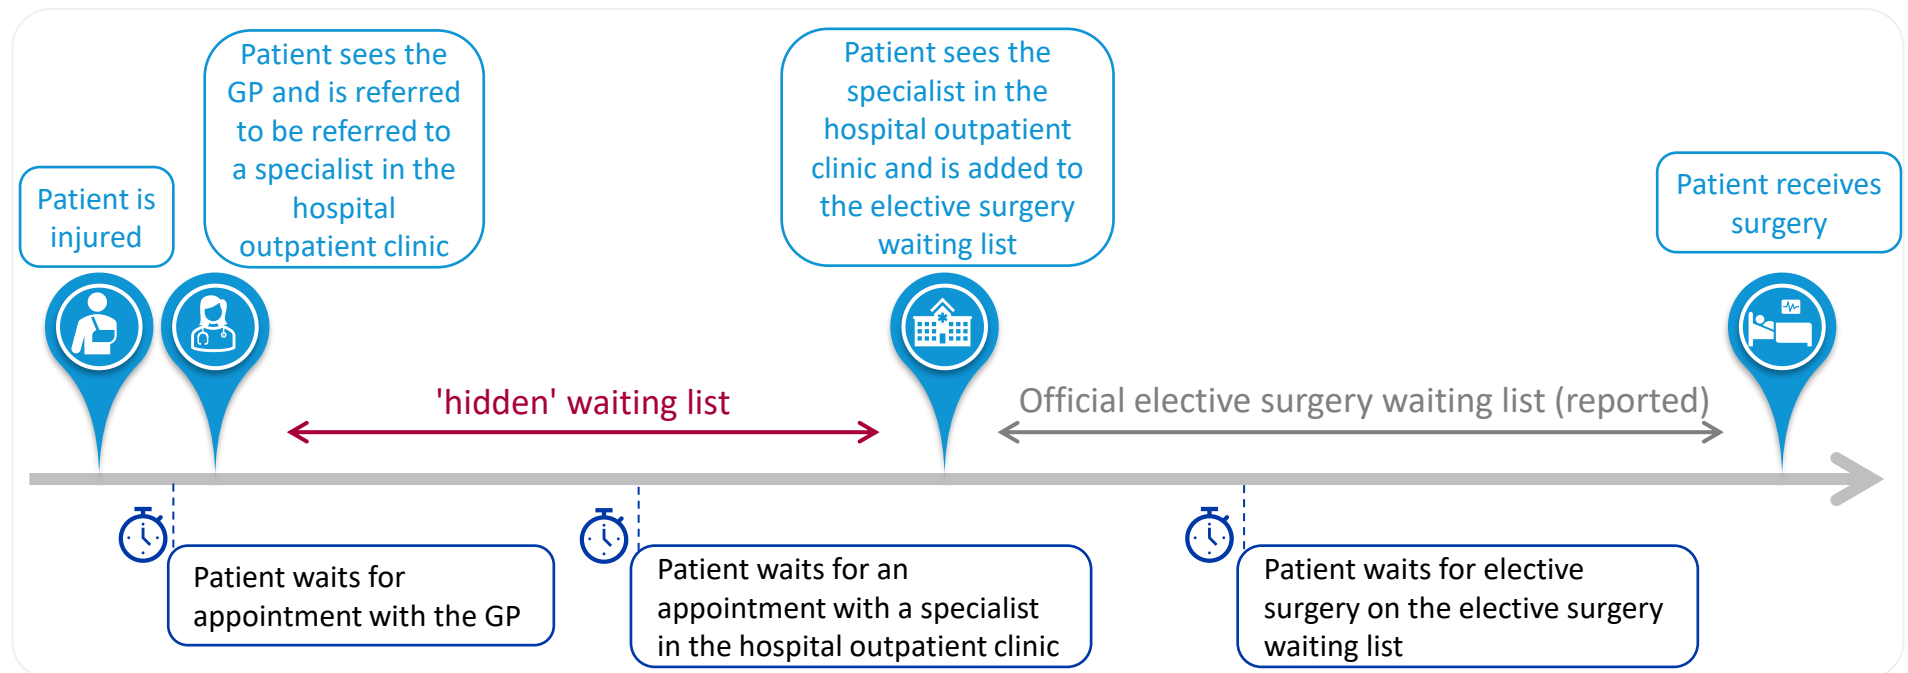 Patient is
injured
Patient sees the
GP and is referred
to be referred to
a specialist in the
hospital
outpatient clinic
Patient sees the
specialist in the
hospital outpatient
clinic and is added to
the elective surgery
waiting list
Patient receives
surgery
'hidden' waiting list
Official elective surgery waiting list (reported)
Patient waits for
appointment with the GP
Patient waits for an
appointment with a specialist
in the hospital outpatient clinic
Patient waits for elective
surgery on the elective surgery
waiting list